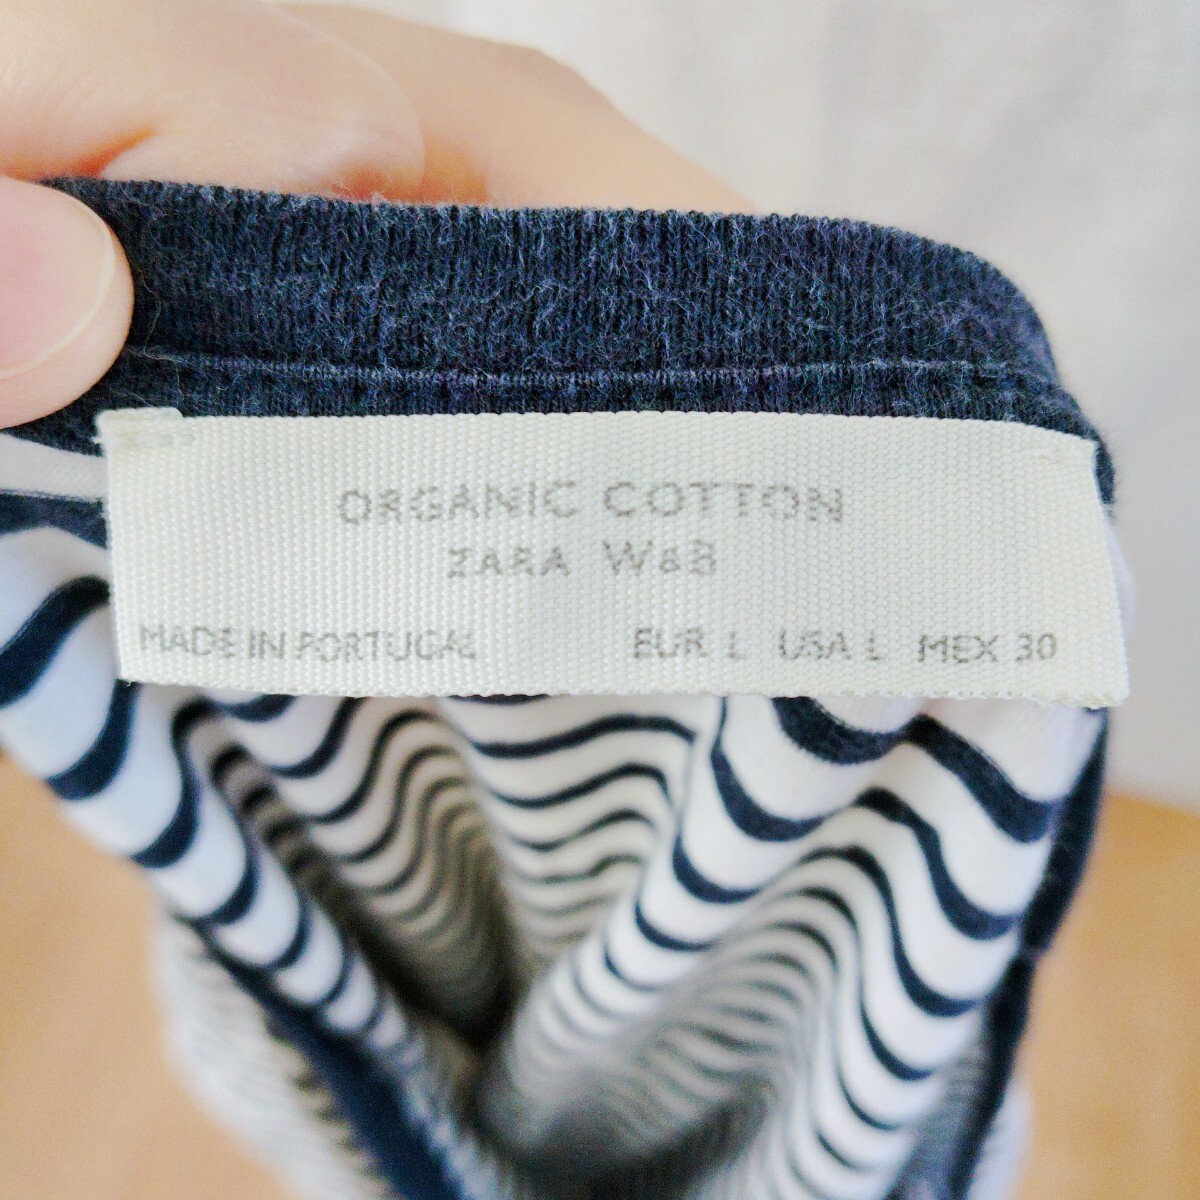 ORGANIC COTTON
ZARA W&B
MADE IN PORTUGAL EUR L USA L MEX 30